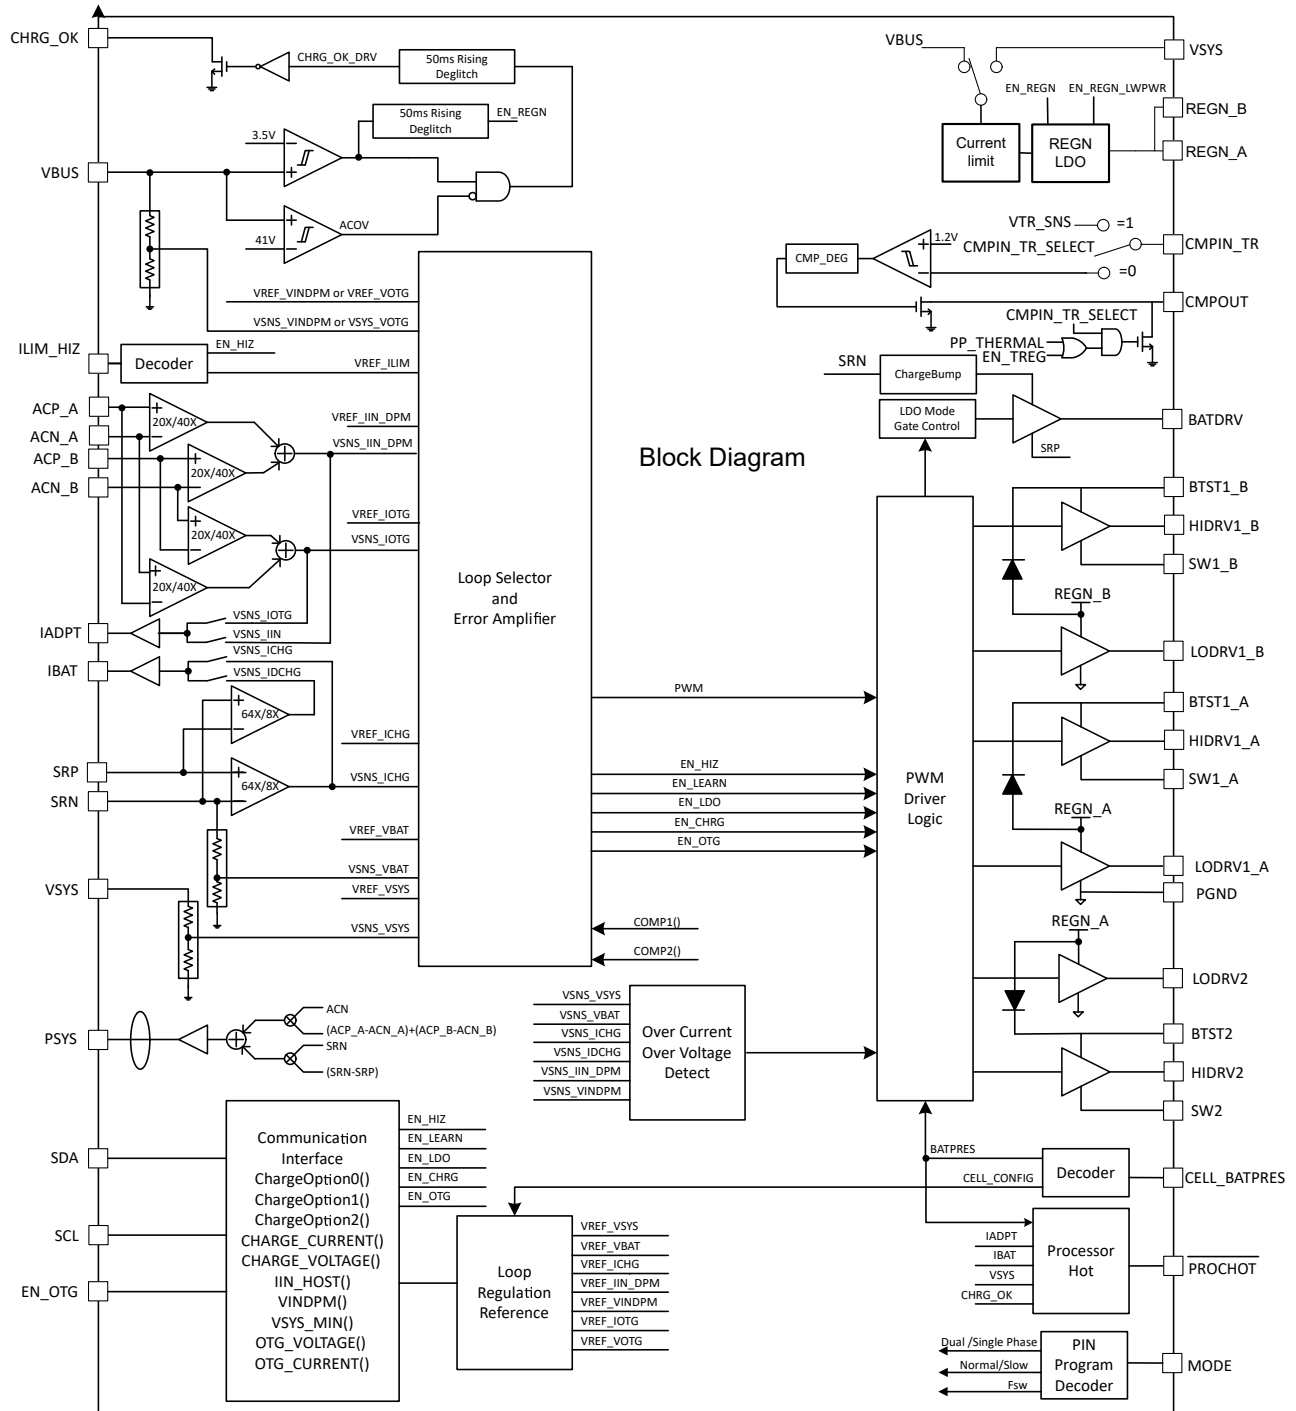 CHRG_OK
CHRG_OK_DRV
50ms Rising
Deglitch
50ms Rising
Deglitch
EN_REGN
3.5V
VBUS
41V
ACOV
VBUS
VSYS
EN_REGN
EN_REGN_LWPWR
REGN_B
REGN_A
Current
limit
REGN
LDO
VTR_SNS
=1
CMPIN_TR_SELECT
CMPIN_TR
=0
1.2V
CMP_DEG
CMPOUT
CMPIN_TR_SELECT
PP_THERMAL
EN_TREG
VREF_VINDPM or VREF_VOTG
VSNS_VINDPM or VSYS_VOTG
ILIM_HIZ
Decoder
EN_HIZ
VREF_ILIM
ACP_A
ACN_A
ACP_B
ACN_B
20X/40X
20X/40X
20X/40X
20X/40X
VREF_IIN_DPM
VSNS_IIN_DPM
VREF_IOTG
VSNS_IOTG
VSNS_IOTG
VSNS_IIN
IADPT
IBAT
VSNS_ICHG
VSNS_IDCHG
64X/8X
64X/8X
VREF_ICHG
VSNS_ICHG
SRP
SRN
VREF_VBAT
VSNS_VBAT
VREF_VSYS
VSNS_VSYS
VSYS
Loop Selector
and
Error Amplifier
Block Diagram
SRN
ChargeBump
LDO Mode
Gate Control
SRP
BATDRV
BTST1_B
HIDRV1_B
SW1_B
REGN_B
LODRV1_B
BTST1_A
HIDRV1_A
SW1_A
REGN_A
LODRV1_A
PGND
REGN_A
LODRV2
BTST2
HIDRV2
SW2
PWM
EN_HIZ
EN_LEARN
EN_LDO
EN_CHRG
EN_OTG
PWM
Driver
Logic
COMP1()
COMP2()
PSYS
ACN
(ACP_A-ACN_A)+(ACP_B-ACN_B)
SRN
(SRN-SRP)
VSNS_VSYS
VSNS_VBAT
VSNS_ICHG
VSNS_IDCHG
VSNS_IIN_DPM
VSNS_VINDPM
Over Current
Over Voltage
Detect
SDA
SCL
EN_OTG
Communication
Interface
ChargeOption0()
ChargeOption1()
ChargeOption2()
CHARGE_CURRENT()
CHARGE_VOLTAGE()
IIN_HOST()
VINDPM()
VSYS_MIN()
OTG_VOLTAGE()
OTG_CURRENT()
EN_HIZ
EN_LEARN
EN_LDO
EN_CHRG
EN_OTG
Loop
Regulation
Reference
VREF_VSYS
VREF_VBAT
VREF_ICHG
VREF_IIN_DPM
VREF_VINDPM
VREF_IOTG
VREF_VOTG
BATPRES
CELL_CONFIG
Decoder
CELL_BATPRES
IADPT
IBAT
VSYS
CHRG_OK
Processor
Hot
PROCHOT
Dual /Single Phase
Normal/Slow
Fsw
PIN
Program
Decoder
MODE